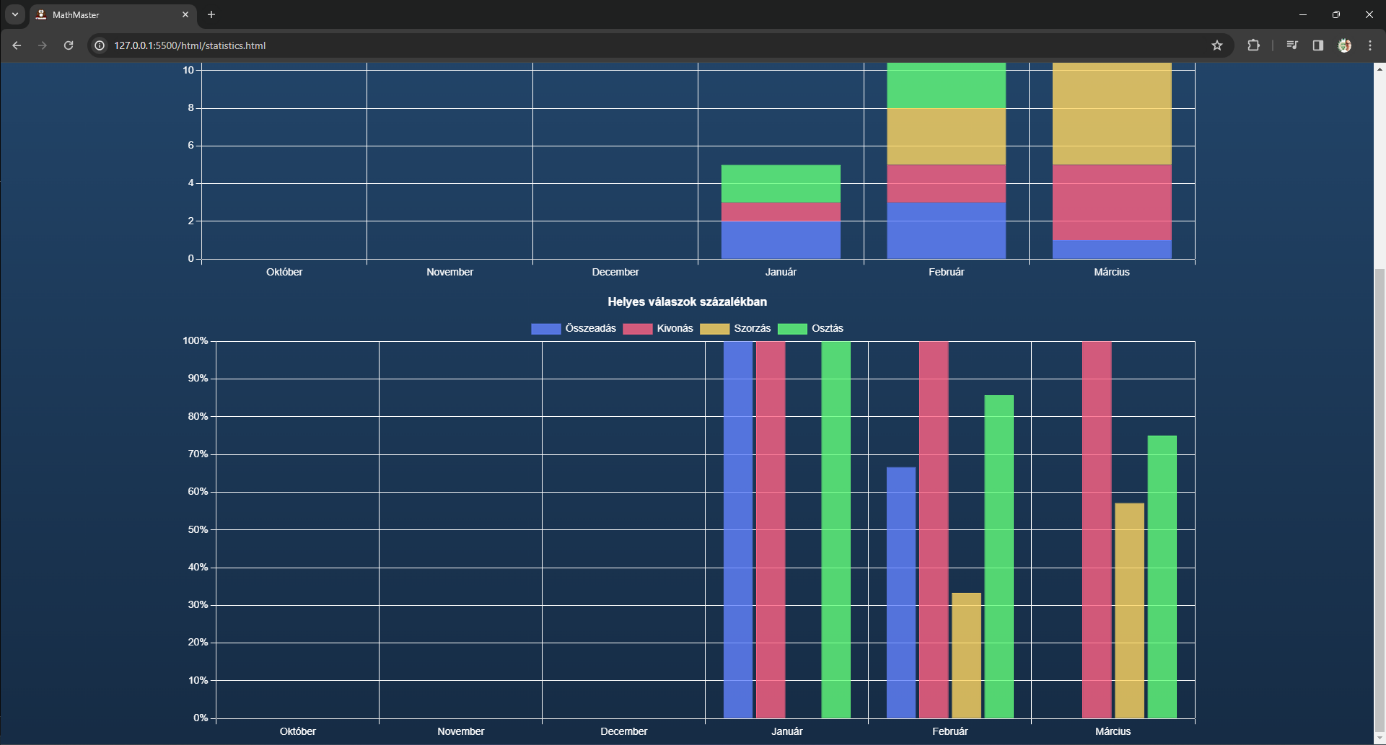 MathMaster
127.0.0.1:5500/html/statistics.html
10
8
6
4
2
0
Október November December Január Február Március
Helyes válaszok százalékban
Összeadás Kivonás Szorzás Osztás
100%
90%
80%
70%
60%
50%
40%
30%
20%
10%
0%
Október November December Január Február Március